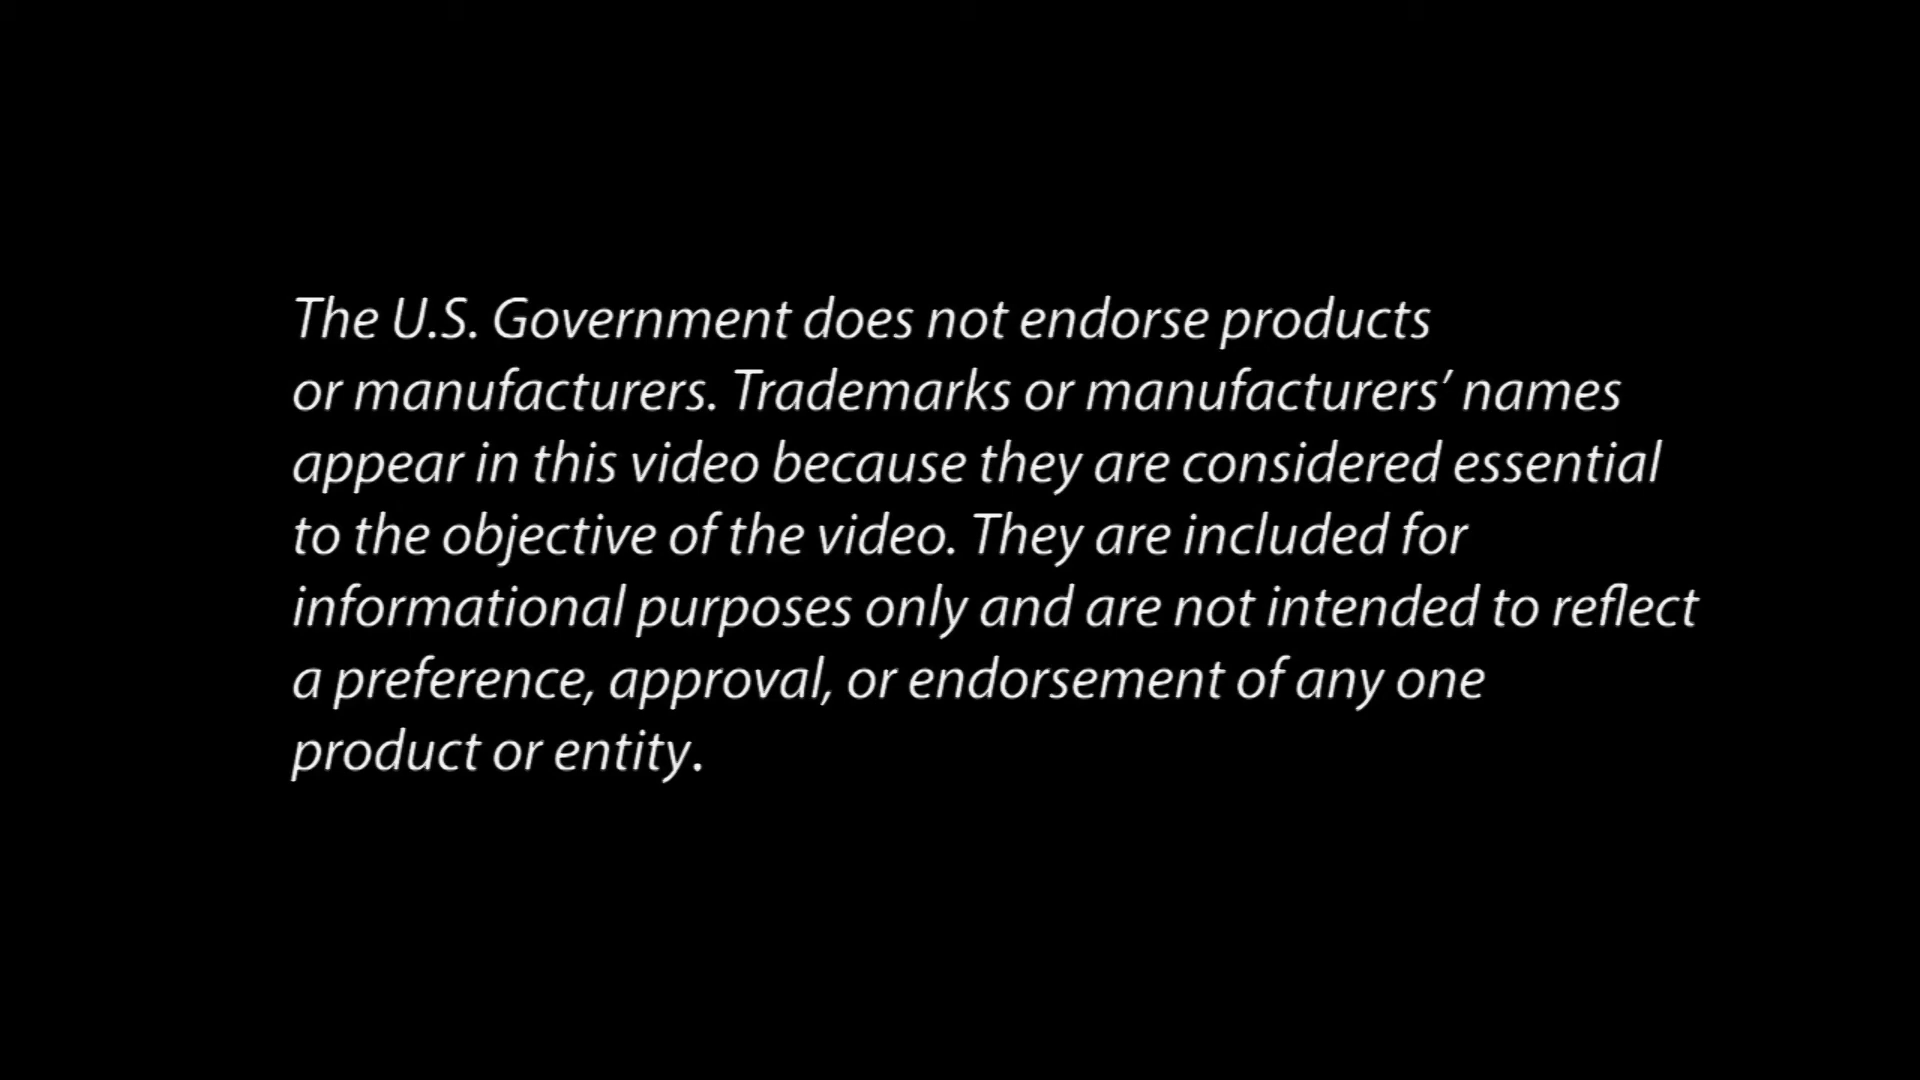 The U.S. Government does not endorse products
or manufacturers. Trademarks or manufacturers’ names
appear in this video because they are considered essential
to the objective of the video. They are included for
informational purposes only and are not intended to reflect
a preference, approval, or endorsement of any one
product or entity.